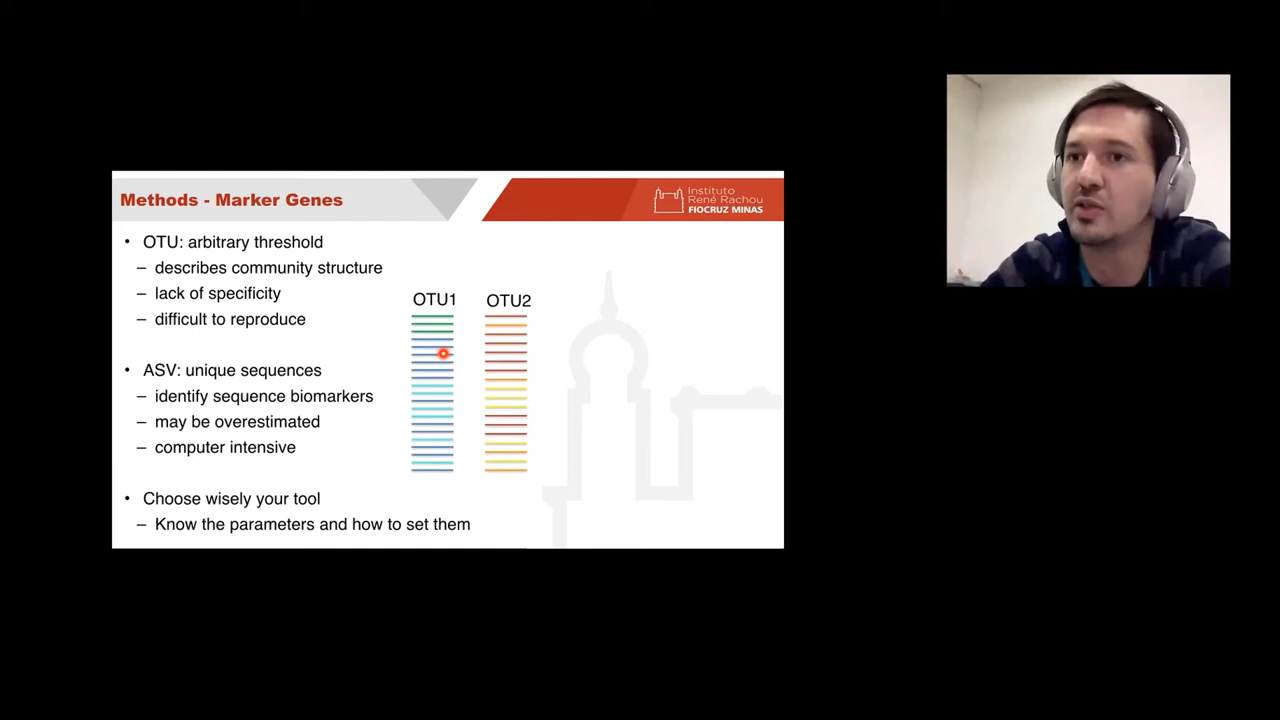 Methods - Marker Genes
Instituto
René Rachou
FIOCRUZ MINAS
• OTU: arbitrary threshold
– describes community structure
– lack of specificity
– difficult to reproduce
OTU1 OTU2
• ASV: unique sequences
– identify sequence biomarkers
– may be overestimated
– computer intensive
• Choose wisely your tool
– Know the parameters and how to set them